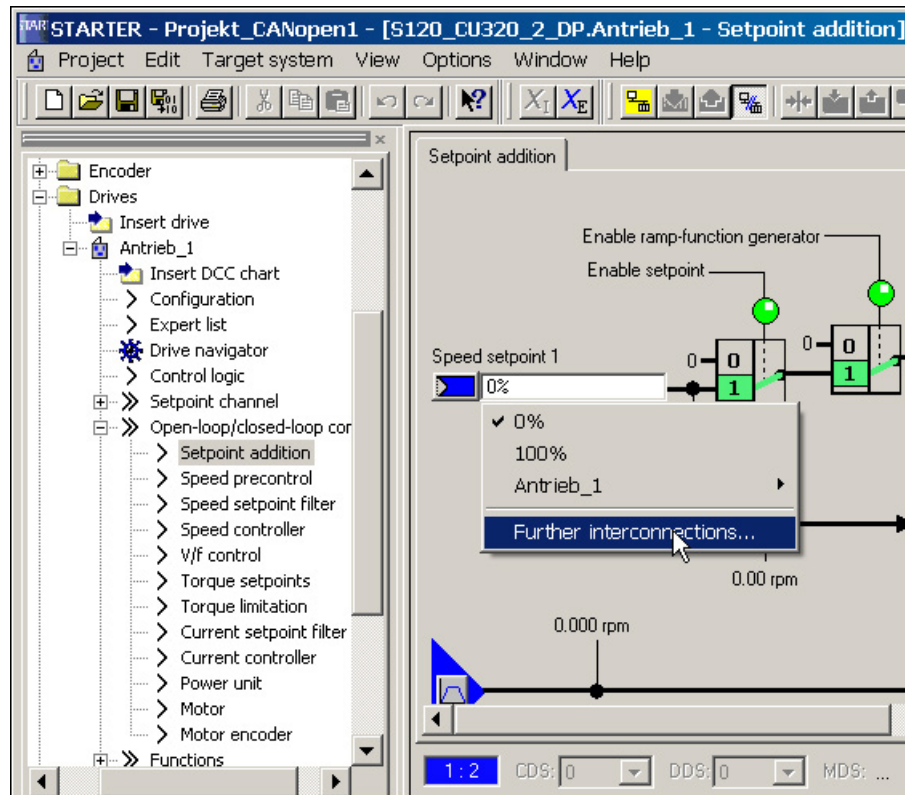 STARTER - Projekt_CANopen1 - [S120_CU320_2_DP.Antrieb_1 - Setpoint addition]
Project Edit Target system View Options Window Help
Setpoint addition
Encoder
Drives
Insert drive
Antrieb_1
Insert DCC chart
Configuration
Expert list
Drive navigator
Control logic
Setpoint channel
Open-loop/closed-loop cor
Setpoint addition
Speed precontrol
Speed setpoint filter
Speed controller
V/f control
Torque setpoints
Torque limitation
Current setpoint filter
Current controller
Power unit
Motor
Motor encoder
Functions
Enable ramp-function generator
Enable setpoint
Speed setpoint 1
0%
0
0
1
0
0
1
0%
100%
Antrieb_1
Further interconnections...
0.00 rpm
0.000 rpm
1 : 2 CDS: 0 DDS: 0 MDS: ...